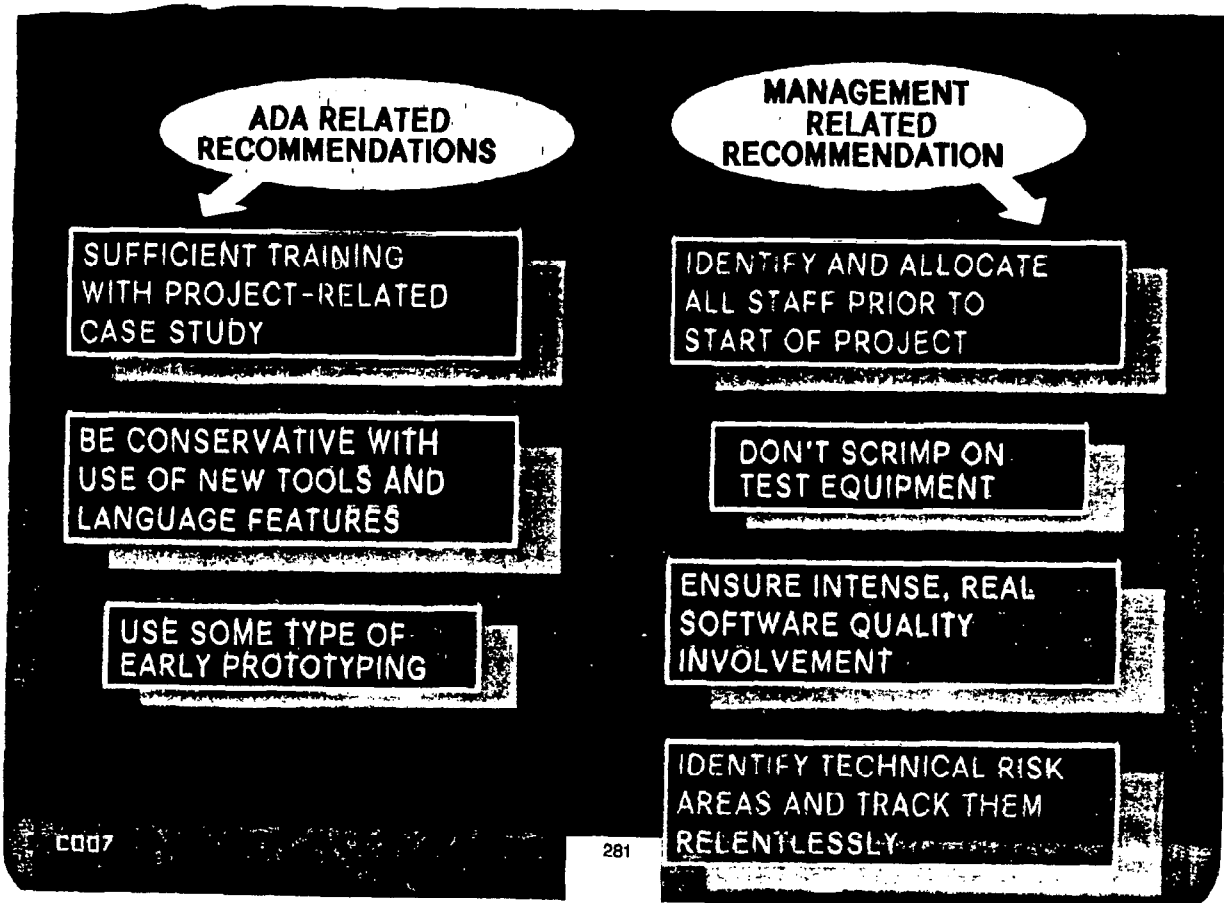 ADA RELATED
RECOMMENDATIONS
SUFFICIENT TRAINING
WITH PROJECT-RELATED
CASE STUDY
BE CONSERVATIVE WITH
USE OF NEW TOOLS AND
LANGUAGE FEATURES
USE SOME TYPE OF
EARLY PROTOTYPING
MANAGEMENT
RELATED
RECOMMENDATION
IDENTIFY AND ALLOCATE
ALL STAFF PRIOR TO
START OF PROJECT
DON'T SCRIMP ON
TEST EQUIPMENT
ENSURE INTENSE, REAL
SOFTWARE QUALITY
INVOLVEMENT
IDENTIFY TECHNICAL RISK
AREAS AND TRACK THEM
RELENTLESSLY
C007
281